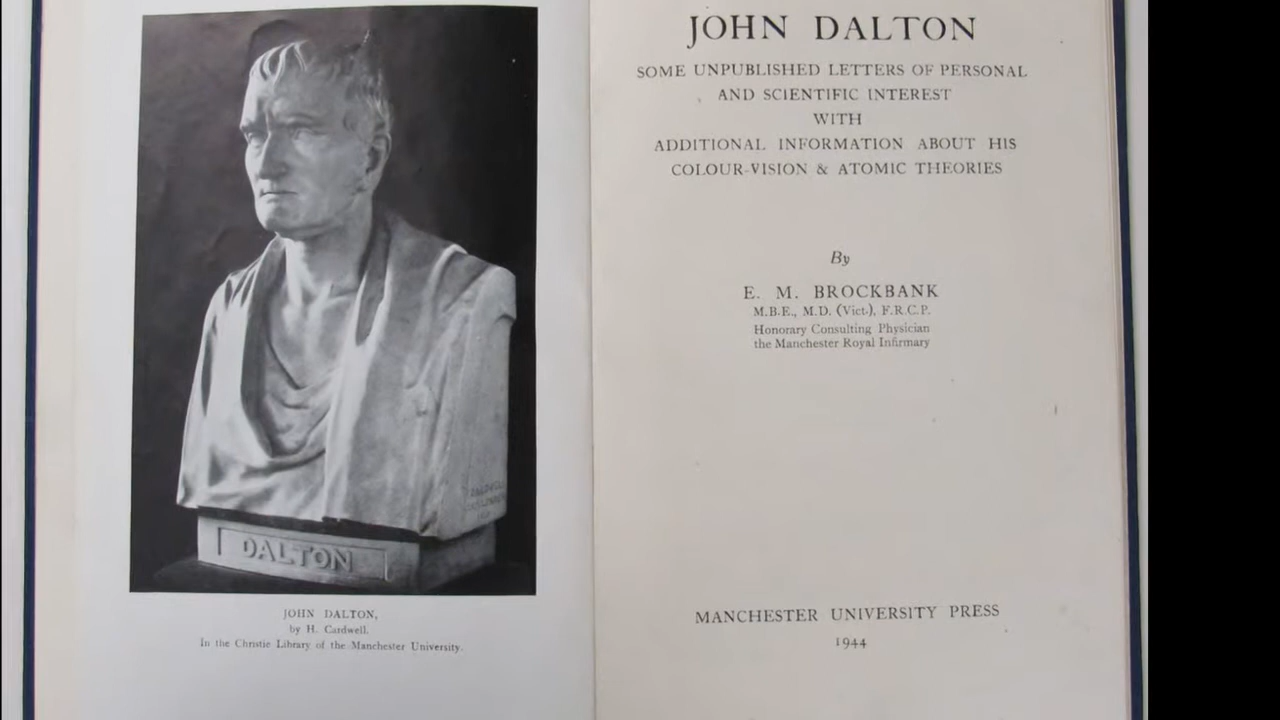 DALTON
JOHN DALTON,
by H. Cardwell.
In the Christie Library of the Manchester University.
JOHN DALTON
SOME UNPUBLISHED LETTERS OF PERSONAL
AND SCIENTIFIC INTEREST
WITH
ADDITIONAL INFORMATION ABOUT HIS
COLOUR-VISION & ATOMIC THEORIES
By
E. M. BROCKBANK
M.B.E., M.D. (Vict.), F.R.C.P.
Honorary Consulting Physician
the Manchester Royal Infirmary
MANCHESTER UNIVERSITY PRESS
1944